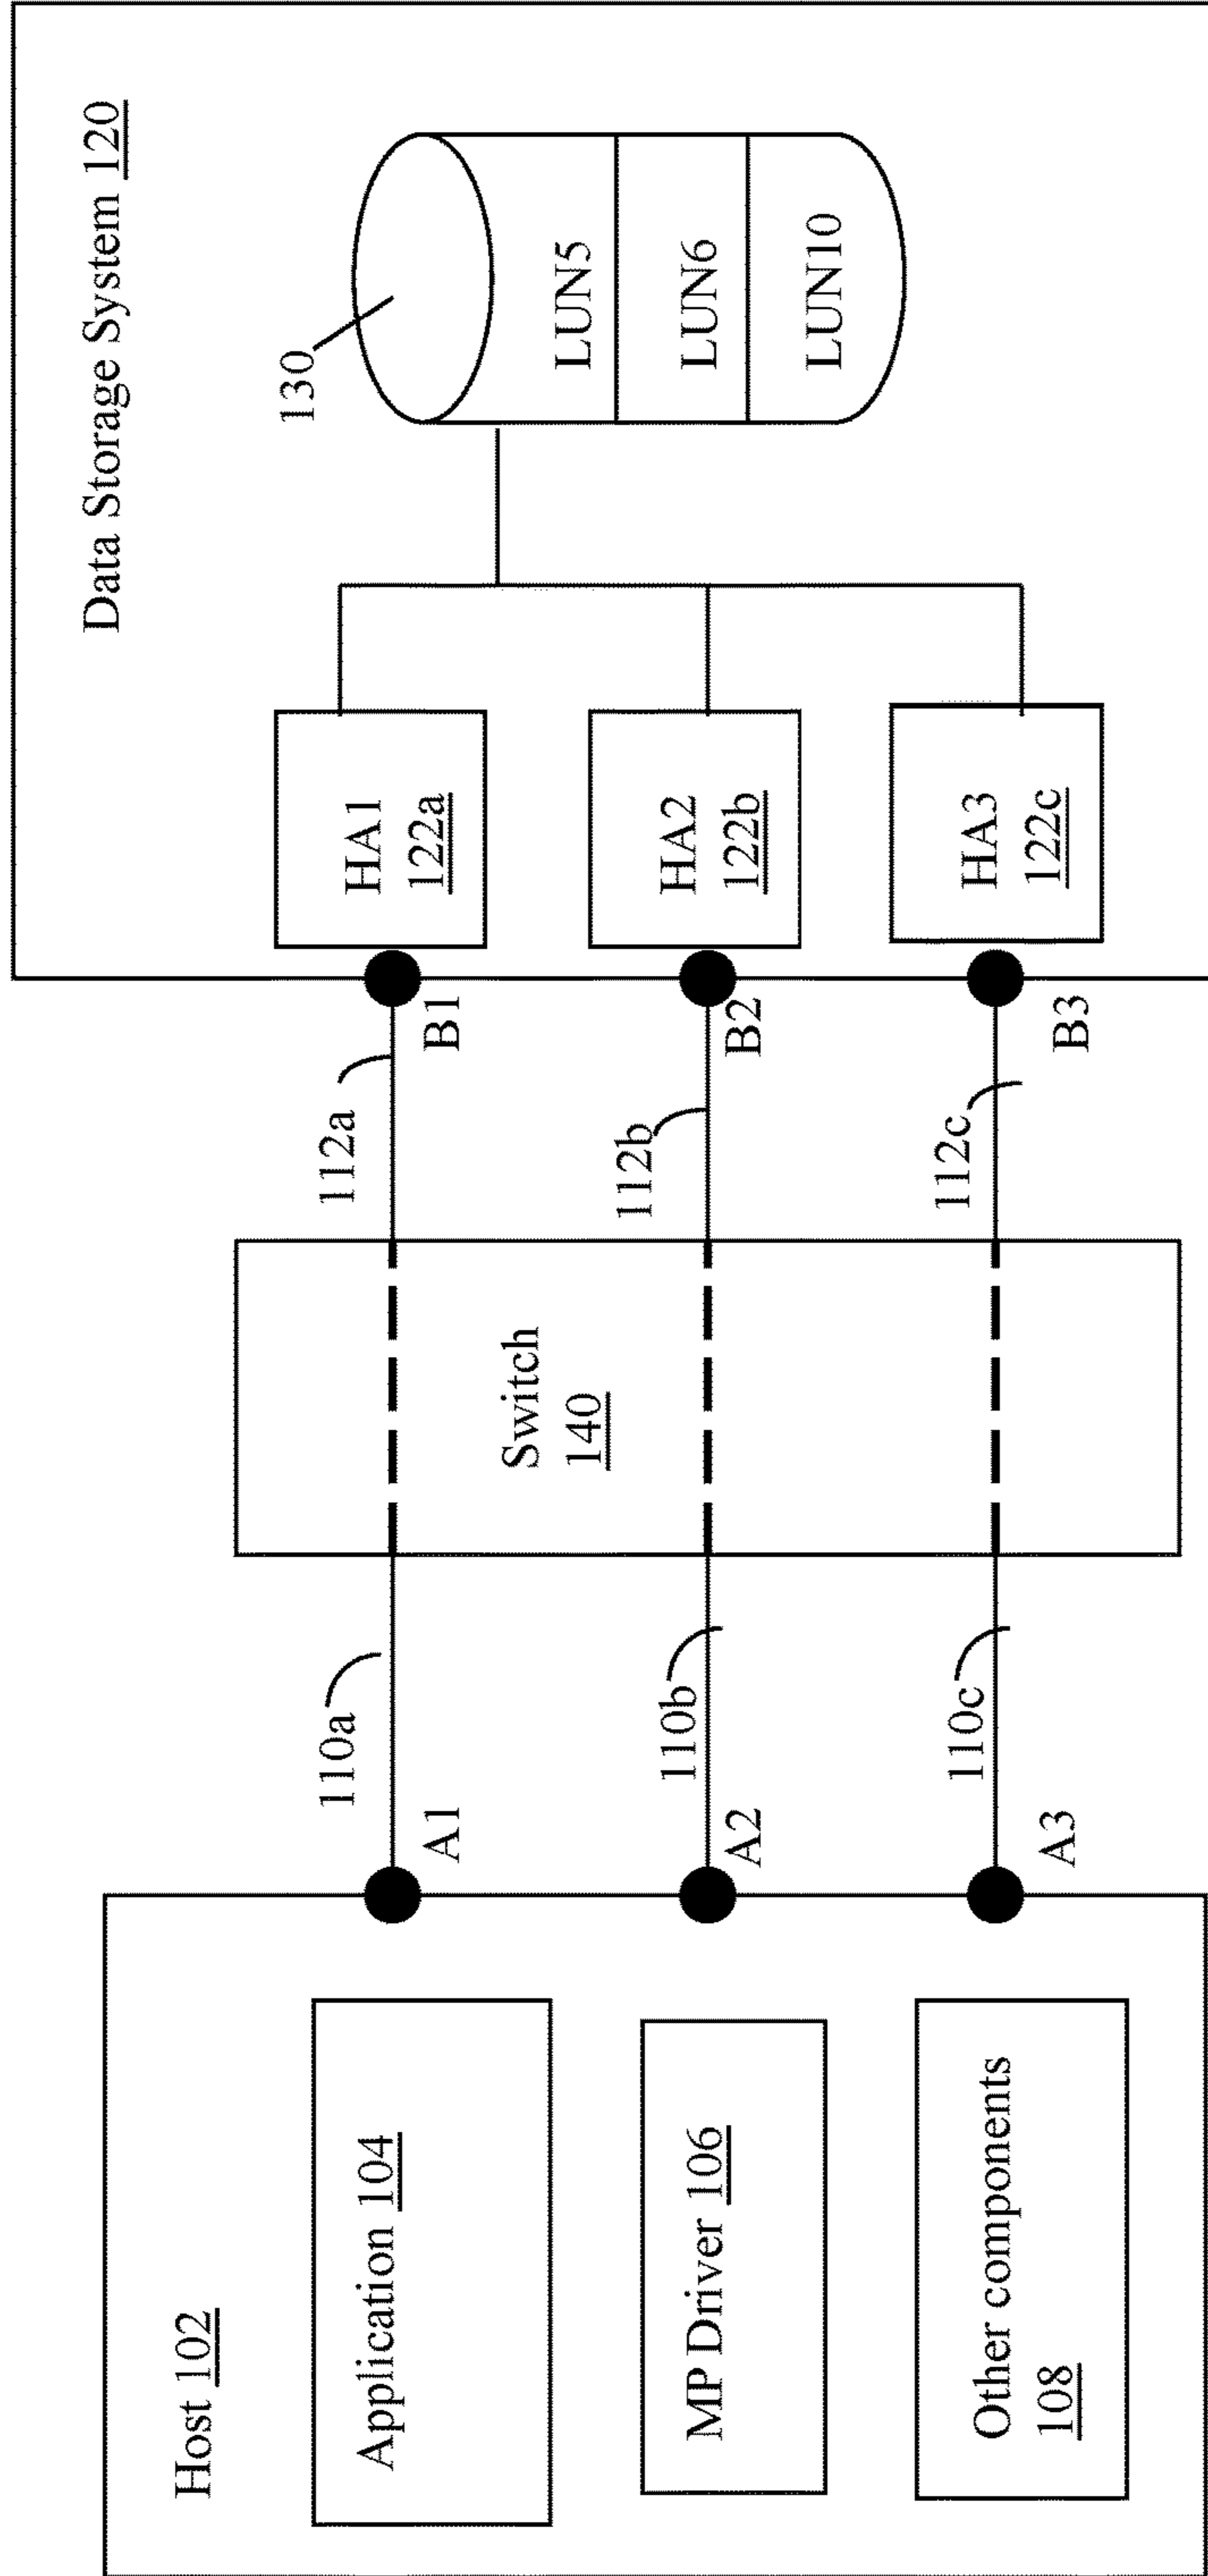 Host 102
Application 104
MP Driver 106
Other components
108
A1
A2
A3
110a
110b
110c
Switch
140
112a
112b
112c
B1
B2
B3
Data Storage System 120
HA1
122a
HA2
122b
HA3
122c
130
LUN5
LUN6
LUN10